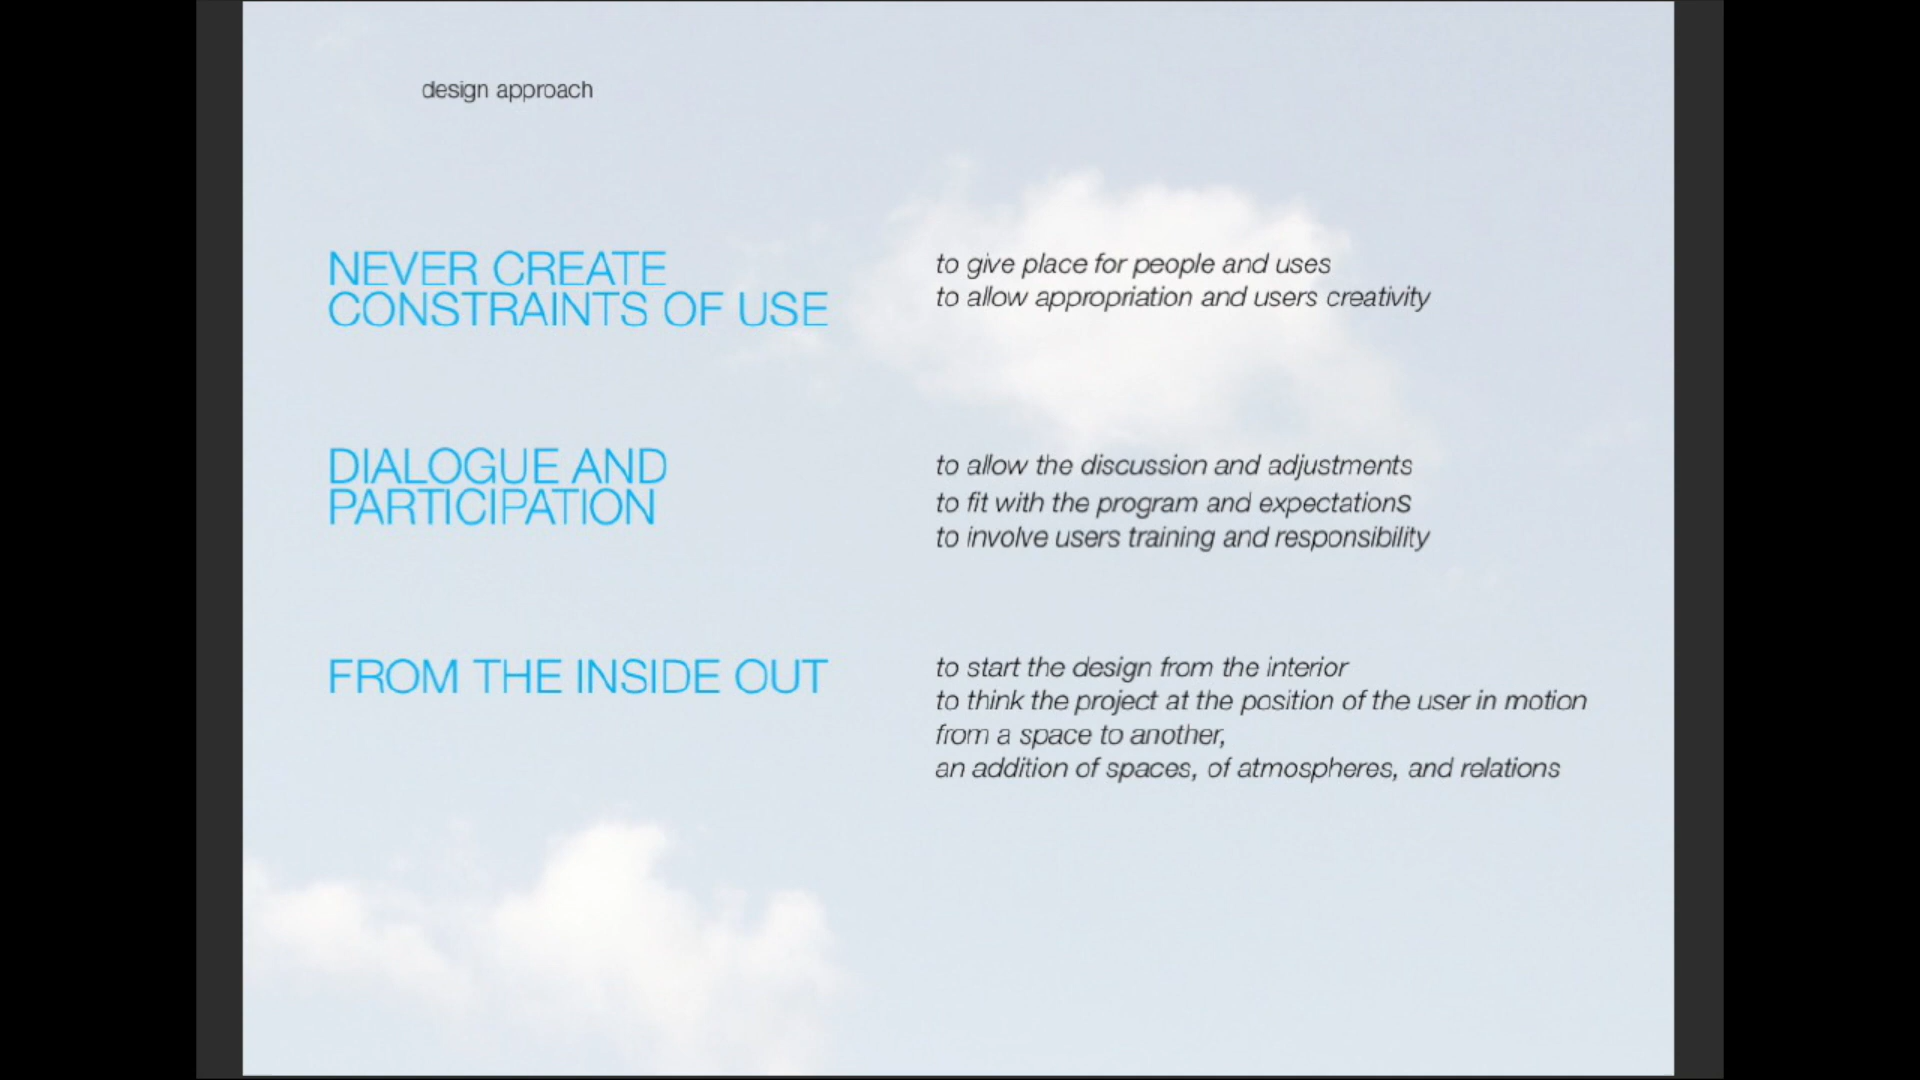 design approach
NEVER CREATE
CONSTRAINTS OF USE
to give place for people and uses
to allow appropriation and users creativity
DIALOGUE AND
PARTICIPATION
to allow the discussion and adjustments
to fit with the program and expectations
to involve users training and responsibility
FROM THE INSIDE OUT
to start the design from the interior
to think the project at the position of the user in motion
from a space to another,
an addition of spaces, of atmospheres, and relations